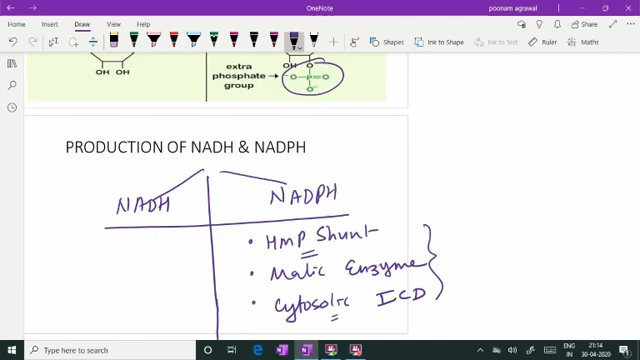 OneNote
poonam agrawal
Home Insert Draw View Help
Shapes Ink to Shape Ink to Text Ruler Maths
OH OH
OH O
extra
phosphate
group
⁻O P O
O⁻
PRODUCTION OF NADH & NADPH
NADH NADPH
• HMP Shunt
• Malic Enzyme
• Cytosolic ICD
Type here to search
ENG
IN
21:14
30-04-2020